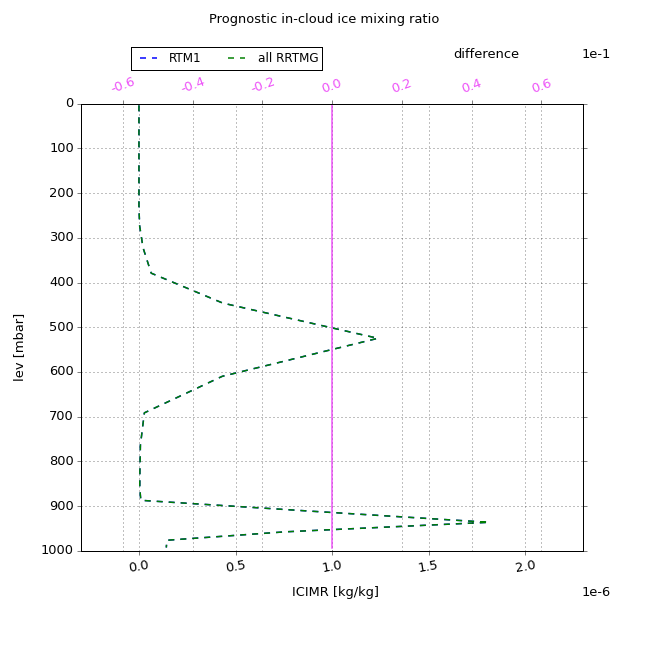 Prognostic in-cloud ice mixing ratio
RTM1 all RRTMG difference 1e-1
-0.6 -0.4 -0.2 0.0 0.2 0.4 0.6
0
100
200
300
400
500
600
700
800
900
1000
lev [mbar]
0.0 0.5 1.0 1.5 2.0
ICIMR [kg/kg] 1e-6